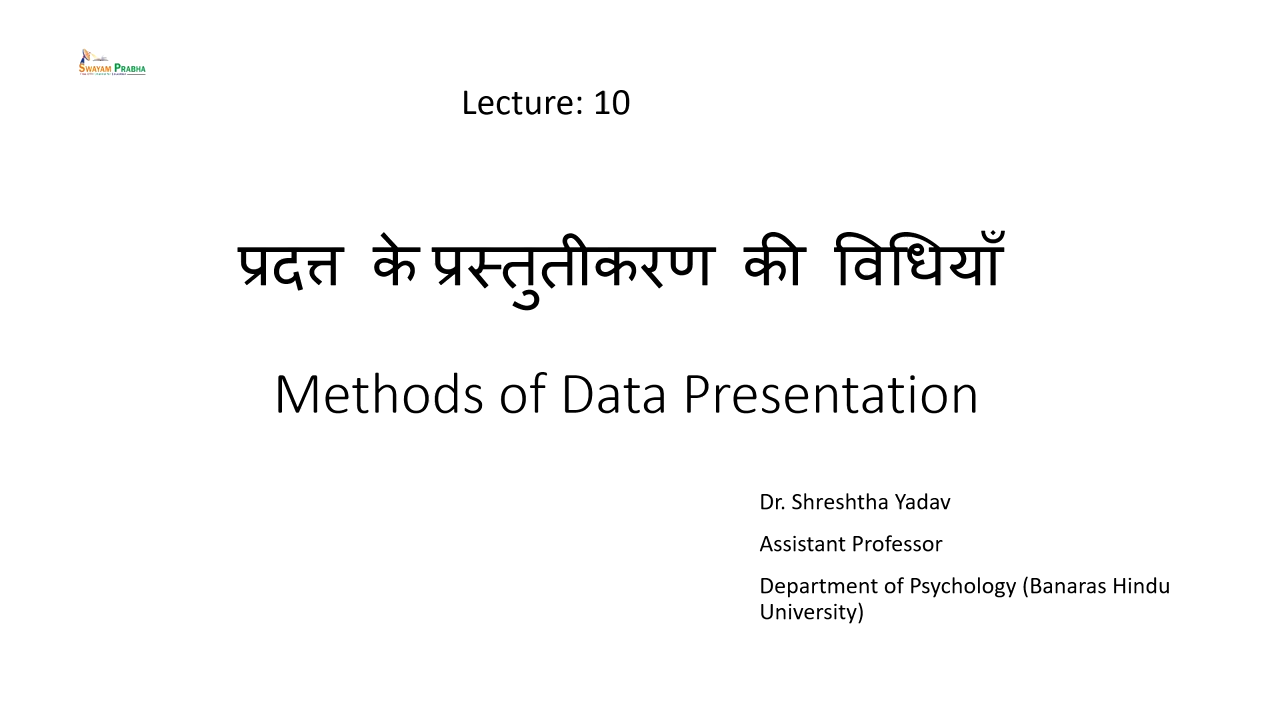 SWAYAM PRABHA
Lecture: 10
प्रदत्त के प्रस्तुतीकरण की विधियाँ
Methods of Data Presentation
Dr. Shreshtha Yadav
Assistant Professor
Department of Psychology (Banaras Hindu
University)